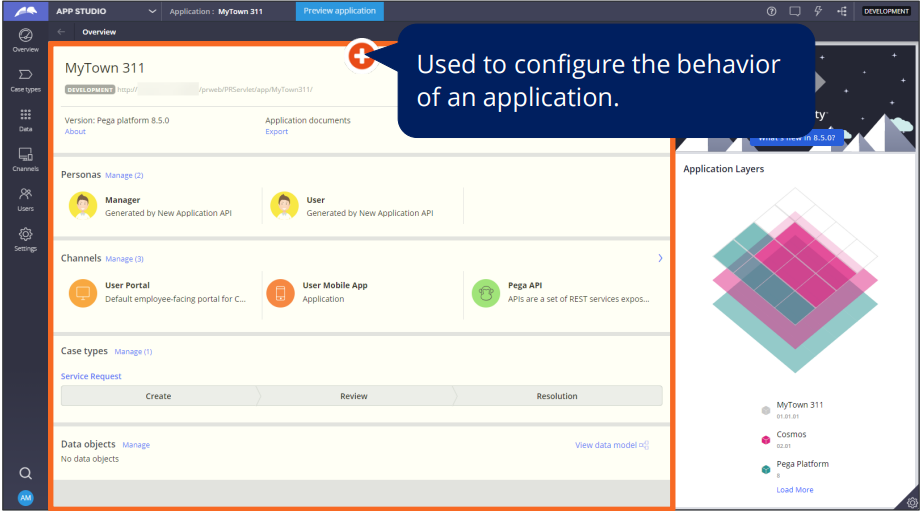 APP STUDIO
Application : MyTown 311
Preview application
DEVELOPMENT
Overview
Overview
Case types
Data
Channels
Users
Settings
AM
MyTown 311
DEVELOPMENT http:// /prweb/PRServlet/app/MyTown311/
Version: Pega platform 8.5.0
About
Application documents
Export
Used to configure the behavior
of an application.
Personas Manage (2)
Manager
Generated by New Application API
User
Generated by New Application API
Channels Manage (3)
User Portal
Default employee-facing portal for C...
User Mobile App
Application
Pega API
APIs are a set of REST services expos...
Case types Manage (1)
Service Request
Create
Review
Resolution
Data objects Manage
View data model
No data objects
What's new in 8.5.0?
Application Layers
MyTown 311
01.01.01
Cosmos
02.01
Pega Platform
8
Load More